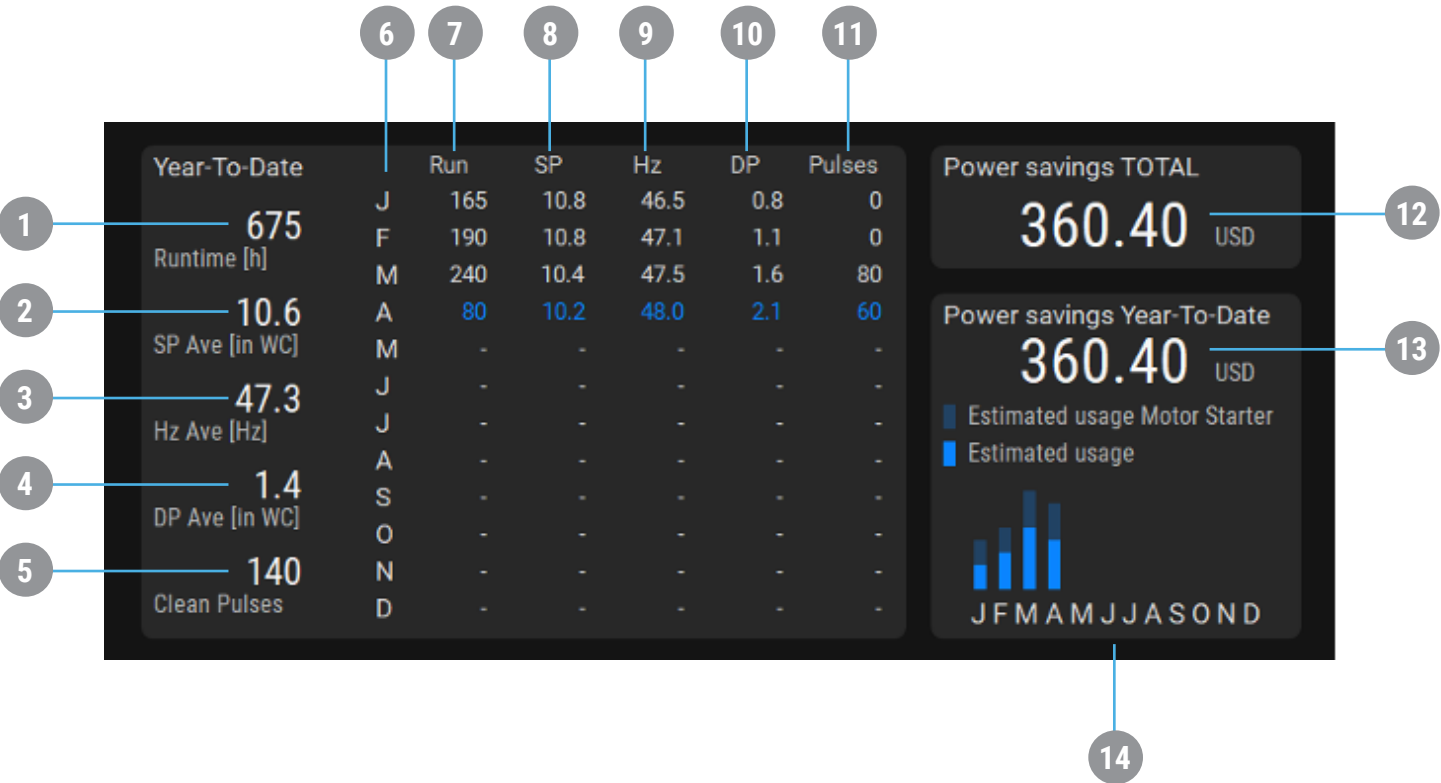 6 7 8 9 10 11
Year-To-Date
1
675
Runtime [h]
2
10.6
SP Ave [in WC]
3
47.3
Hz Ave [Hz]
4
1.4
DP Ave [in WC]
5
140
Clean Pulses
Run SP Hz DP Pulses
J 165 10.8 46.5 0.8 0
F 190 10.8 47.1 1.1 0
M 240 10.4 47.5 1.6 80
A 80 10.2 48.0 2.1 60
M - - - - -
J - - - - -
J - - - - -
A - - - - -
S - - - - -
O - - - - -
N - - - - -
D - - - - -
Power savings TOTAL
360.40 USD
12
Power savings Year-To-Date
360.40 USD
13
Estimated usage Motor Starter
Estimated usage
J F M A M J J A S O N D
14